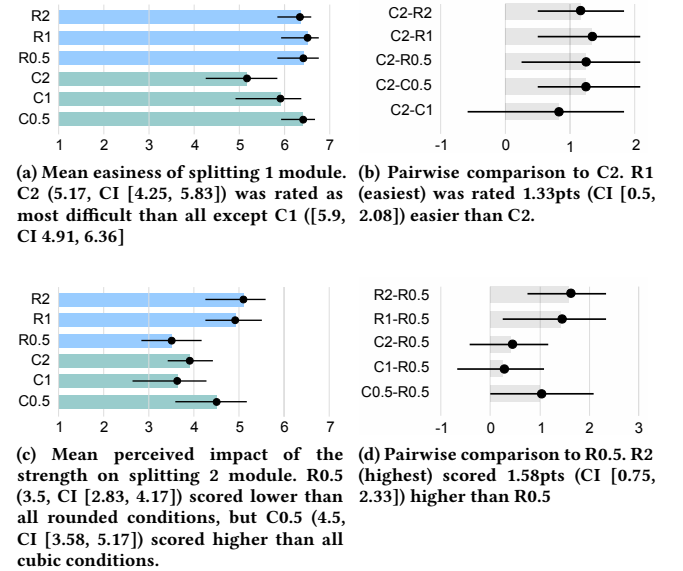 R2
R1
R0.5
C2
C1
C0.5
1 2 3 4 5 6 7
(a) Mean easiness of splitting 1 module.
C2 (5.17, CI [4.25, 5.83]) was rated as
most difficult than all except C1 ([5.9,
CI 4.91, 6.36]
C2-R2
C2-R1
C2-R0.5
C2-C0.5
C2-C1
-1 0 1 2
(b) Pairwise comparison to C2. R1
(easiest) was rated 1.33pts (CI [0.5,
2.08]) easier than C2.
R2
R1
R0.5
C2
C1
C0.5
1 2 3 4 5 6 7
(c) Mean perceived impact of the
strength on splitting 2 module. R0.5
(3.5, CI [2.83, 4.17]) scored lower than
all rounded conditions, but C0.5 (4.5,
CI [3.58, 5.17]) scored higher than all
cubic conditions.
R2-R0.5
R1-R0.5
C2-R0.5
C1-R0.5
C0.5-R0.5
-1 0 1 2 3
(d) Pairwise comparison to R0.5. R2
(highest) scored 1.58pts (CI [0.75,
2.33]) higher than R0.5